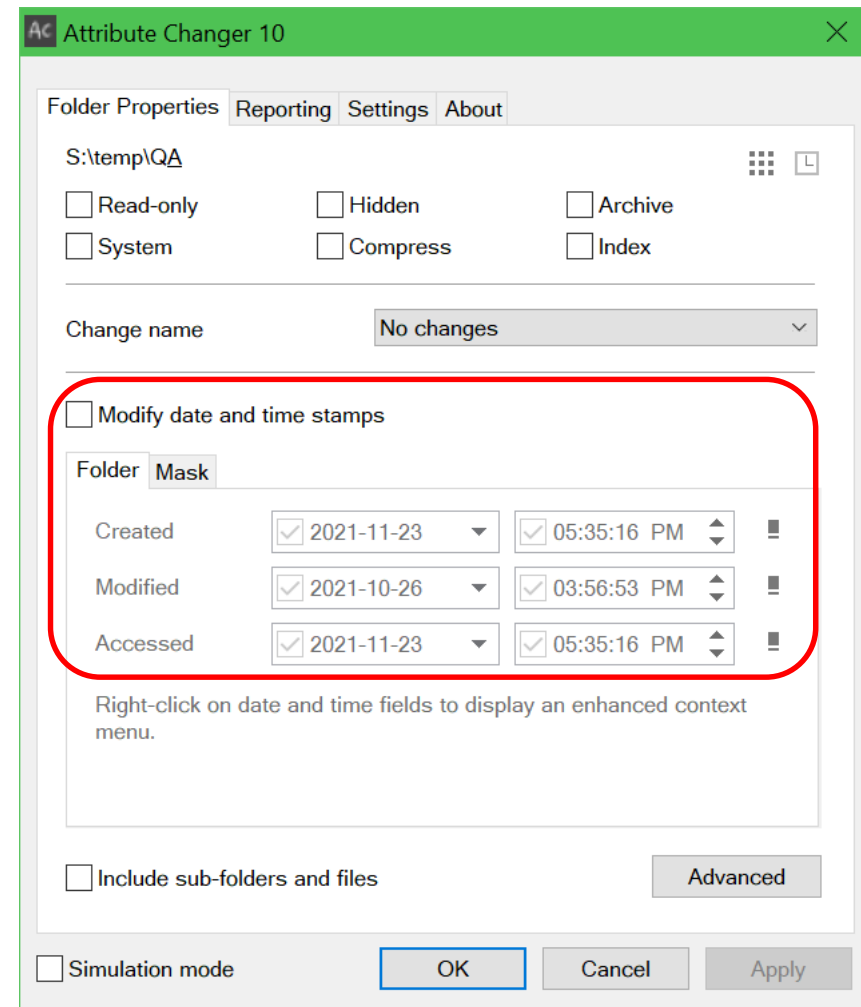 AC Attribute Changer 10
Folder Properties Reporting Settings About
S:\temp\QA
Read-only Hidden Archive
System Compress Index
Change name No changes
Modify date and time stamps
Folder Mask
Created 2021-11-23 05:35:16 PM
Modified 2021-10-26 03:56:53 PM
Accessed 2021-11-23 05:35:16 PM
Right-click on date and time fields to display an enhanced context
menu.
Include sub-folders and files Advanced
Simulation mode OK Cancel Apply